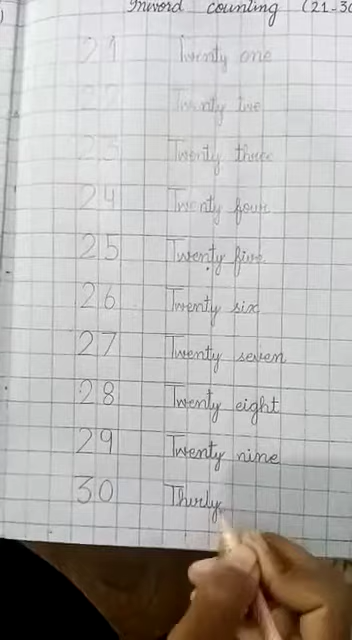 Inword counting (21-30
21 Twenty one
22 Twenty two
23 Twenty three
24 Twenty four
25 Twenty five
26 Twenty six
27 Twenty seven
28 Twenty eight
29 Twenty nine
30 Thirty